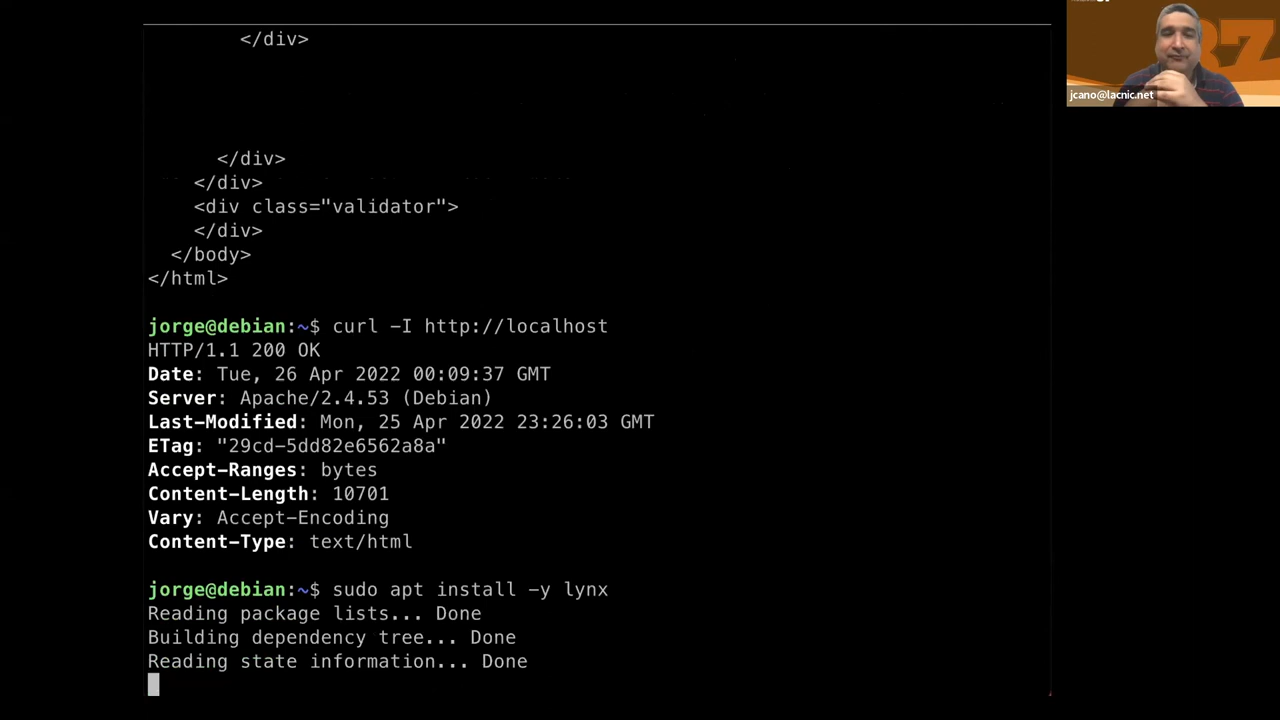 </div>
</div>
</div>
<div class="validator">
</div>
</body>
</html>
jorge@debian:~$ curl -I http://localhost
HTTP/1.1 200 OK
Date: Tue, 26 Apr 2022 00:09:37 GMT
Server: Apache/2.4.53 (Debian)
Last-Modified: Mon, 25 Apr 2022 23:26:03 GMT
ETag: "29cd-5dd82e6562a8a"
Accept-Ranges: bytes
Content-Length: 10701
Vary: Accept-Encoding
Content-Type: text/html
jorge@debian:~$ sudo apt install -y lynx
Reading package lists... Done
Building dependency tree... Done
Reading state information... Done
37
jcano@lacnic.net